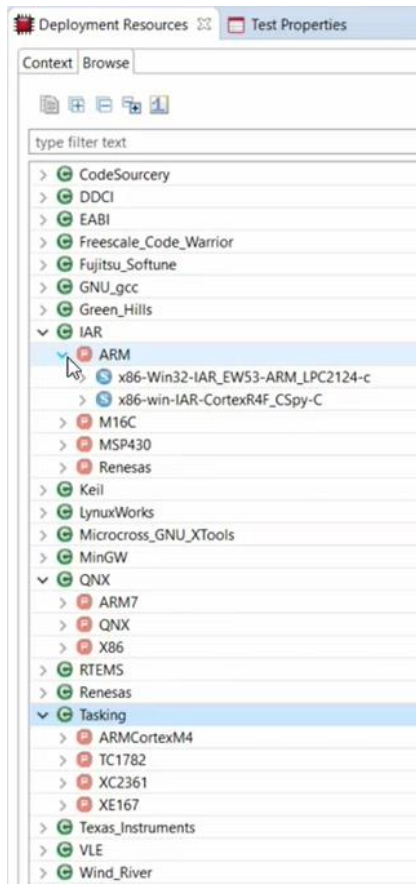 Deployment Resources Test Properties
Context Browse
type filter text
CodeSourcery
DDCI
EABI
Freescale_Code_Warrior
Fujitsu_Softune
GNU_gcc
Green_Hills
IAR
ARM
x86-Win32-IAR_EW53-ARM_LPC2124-c
x86-win-IAR-CortexR4F_CSpy-C
M16C
MSP430
Renesas
Keil
LynuxWorks
Microcross_GNU_XTools
MinGW
QNX
ARM7
QNX
X86
RTEMS
Renesas
Tasking
ARMCortexM4
TC1782
XC2361
XE167
Texas_Instruments
VLE
Wind_River